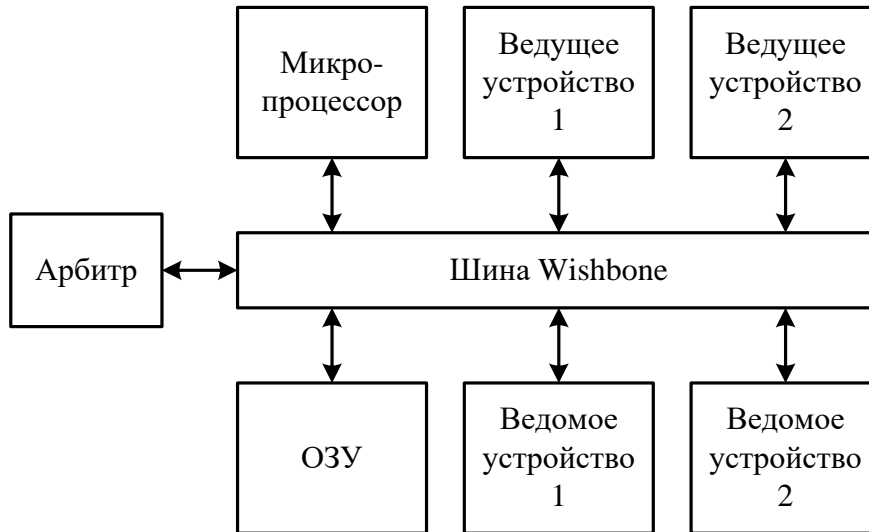 Микро-
процессор
Ведущее
устройство
1
Ведущее
устройство
2
Арбитр
Шина Wishbone
ОЗУ
Ведомое
устройство
1
Ведомое
устройство
2